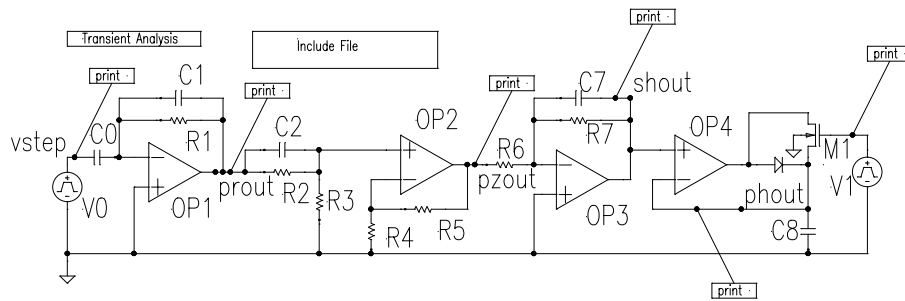 Transient Analysis
Include File
print
print
print
print
print
print
vstep
C0
C1
R1
OP1
V0
prout
C2
R2
R3
OP2
R4
R5
pzout
R6
C7
R7
shout
OP3
OP4
phout
M1
V1
C8